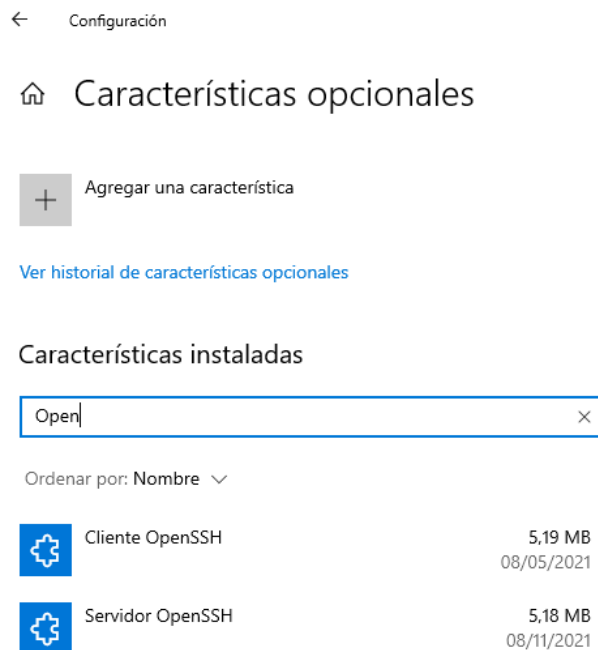 Configuración
Características opcionales
Agregar una característica
Ver historial de características opcionales
Características instaladas
Open
Ordenar por: Nombre
Cliente OpenSSH 5,19 MB
08/05/2021
Servidor OpenSSH 5,18 MB
08/11/2021